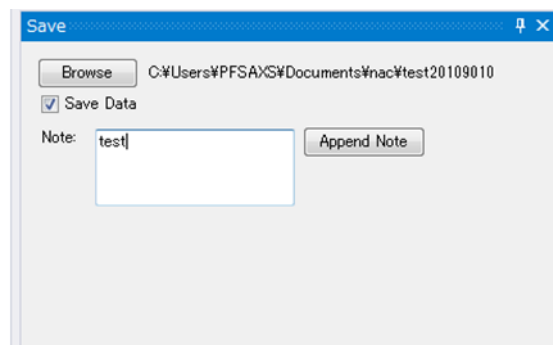 Save
Browse C:¥Users¥PFSAXS¥Documents¥nac¥test20109010
Save Data
Note: test Append Note